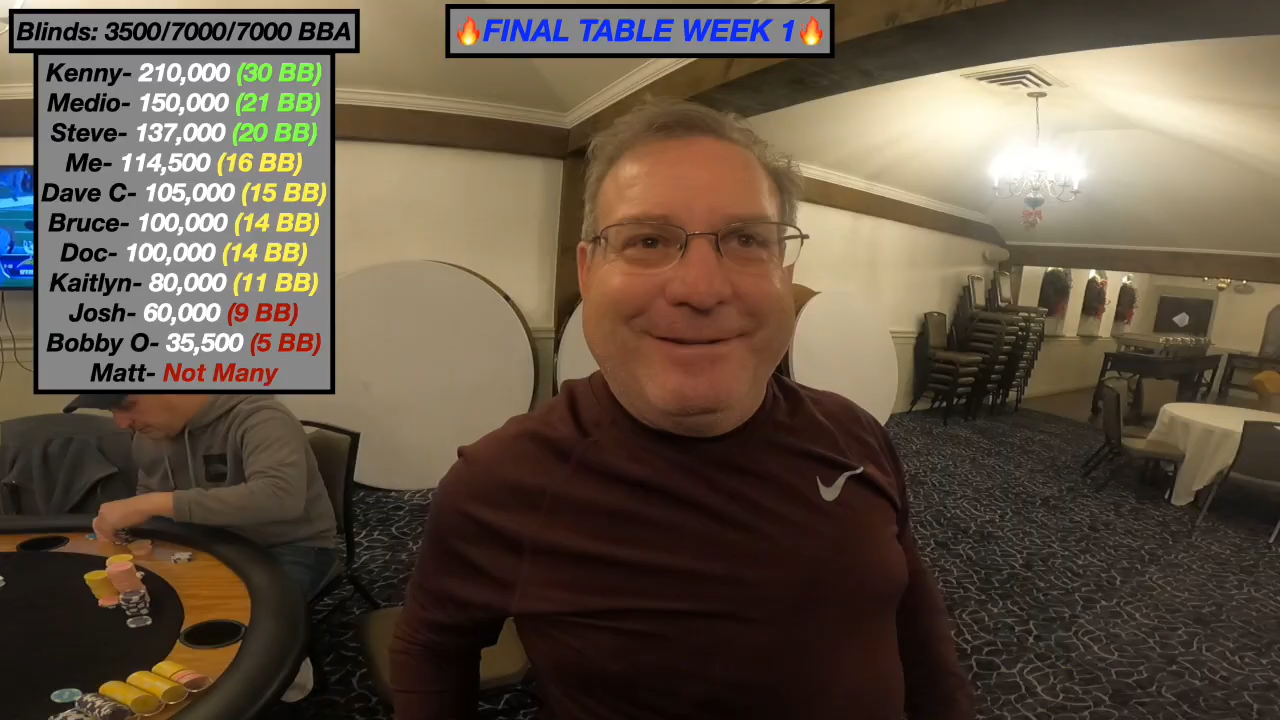 Blinds: 3500/7000/7000 BBA
🔥FINAL TABLE WEEK 1🔥
Kenny- 210,000 (30 BB)
Medio- 150,000 (21 BB)
Steve- 137,000 (20 BB)
Me- 114,500 (16 BB)
Dave C- 105,000 (15 BB)
Bruce- 100,000 (14 BB)
Doc- 100,000 (14 BB)
Kaitlyn- 80,000 (11 BB)
Josh- 60,000 (9 BB)
Bobby O- 35,500 (5 BB)
Matt- Not Many